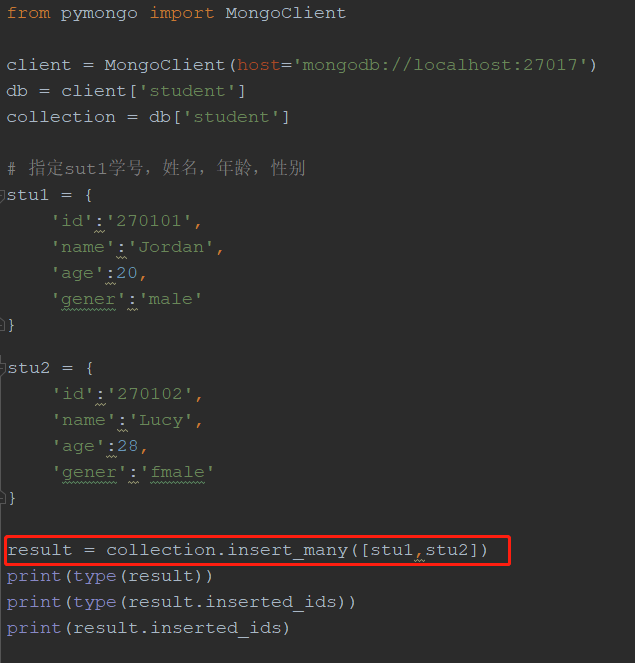 from pymongo import MongoClient
client = MongoClient(host='mongodb://localhost:27017')
db = client['student']
collection = db['student']
# 指定sut1学号，姓名，年龄，性别
stu1 = {
'id':'270101',
'name':'Jordan',
'age':20,
'gener':'male'
}
stu2 = {
'id':'270102',
'name':'Lucy',
'age':28,
'gener':'fmale'
}
result = collection.insert_many([stu1,stu2])
print(type(result))
print(type(result.inserted_ids))
print(result.inserted_ids)